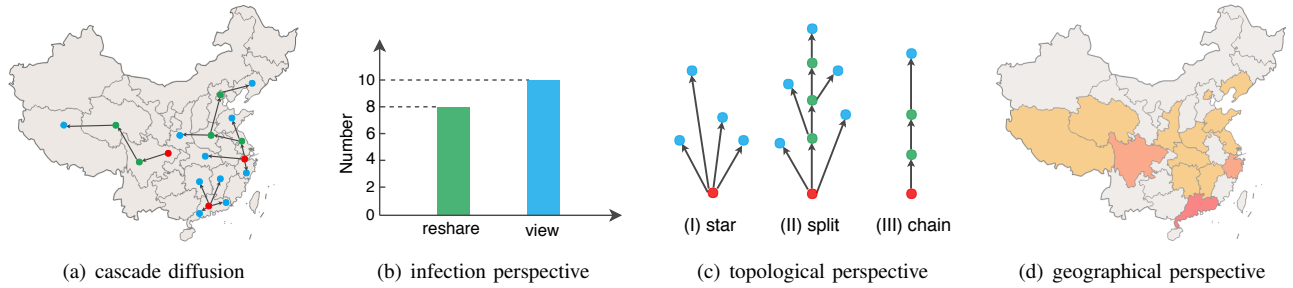 Number
10
8
6
4
2
0
reshare
view
(I) star
(II) split
(III) chain
(a) cascade diffusion
(b) infection perspective
(c) topological perspective
(d) geographical perspective